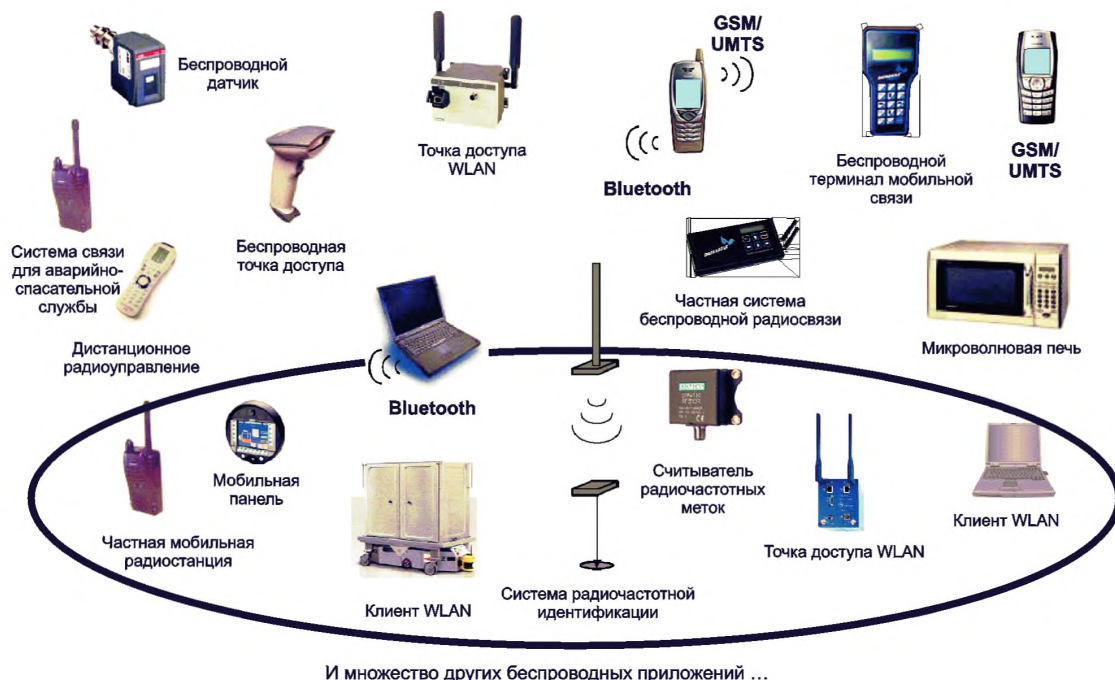 GSM/
UMTS
Беспроводной
датчик
Точка доступа
WLAN
Bluetooth
Беспроводной
терминал мобильной
связи
GSM/
UMTS
Система связи
для аварийно-
спасательной
службы
Беспроводная
точка доступа
Дистанционное
радиоуправление
Частная система
беспроводной радиосвязи
Микроволновая печь
Bluetooth
SIEMENS
Мобильная
панель
Считыватель
радиочастотных
меток
Частная мобильная
радиостанция
Клиент WLAN
Система радиочастотной
идентификации
Точка доступа WLAN
Клиент WLAN
И множество других беспроводных приложений ...